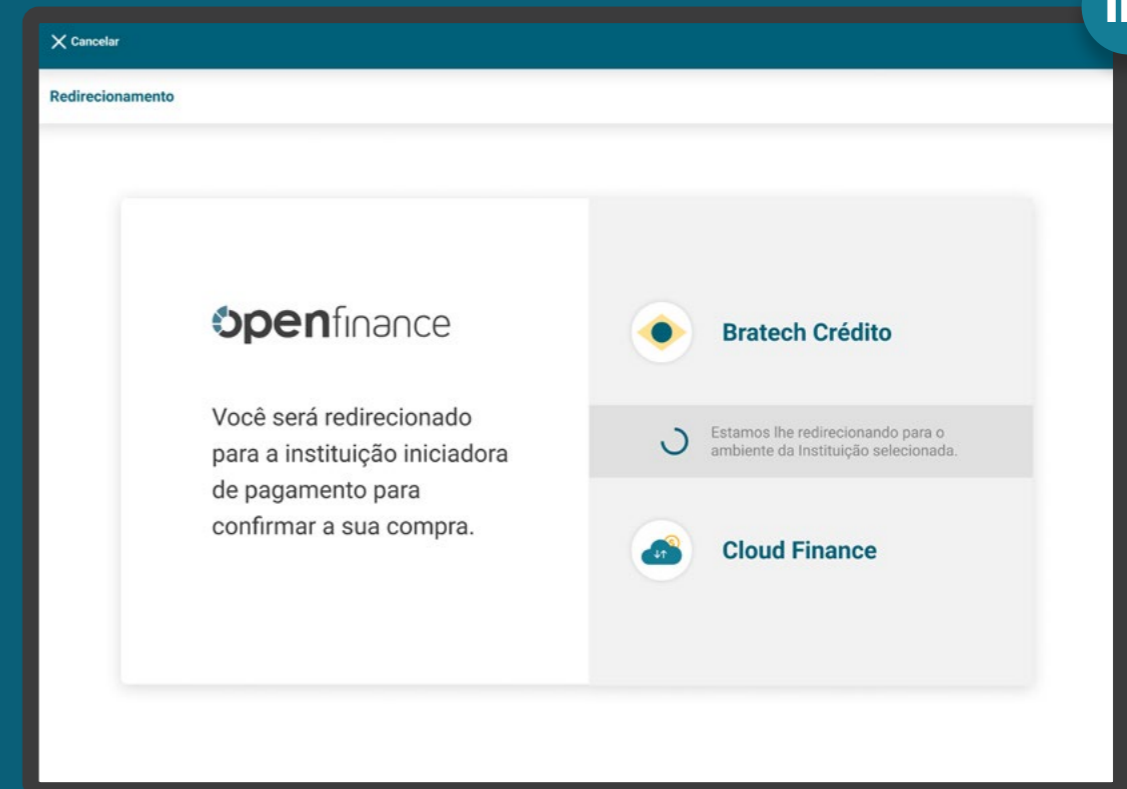 Cancelar
Redirecionamento
openfinance
Você será redirecionado
para a instituição iniciadora
de pagamento para
confirmar a sua compra.
Bratech Crédito
Estamos lhe redirecionando para o
ambiente da Instituição selecionada.
Cloud Finance